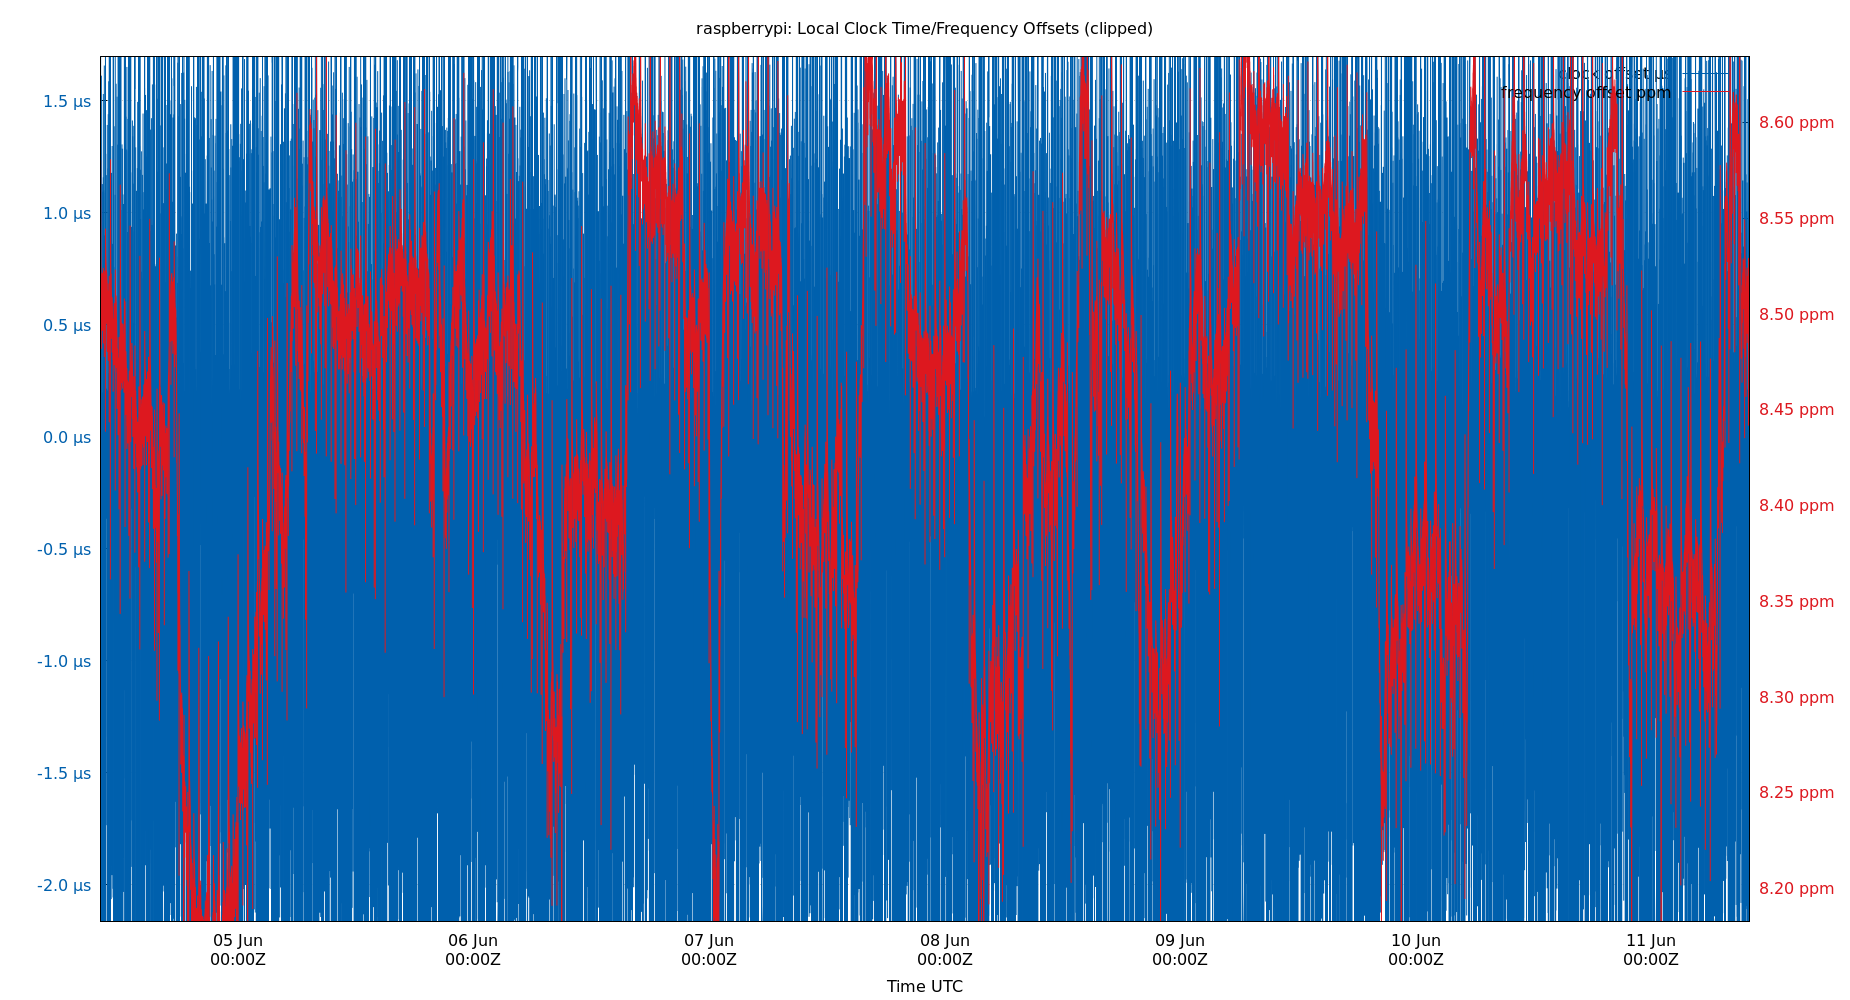 raspberrypi: Local Clock Time/Frequency Offsets (clipped)
clock offset µs
frequency offset ppm
1.5 µs
1.0 µs
0.5 µs
0.0 µs
-0.5 µs
-1.0 µs
-1.5 µs
-2.0 µs
8.60 ppm
8.55 ppm
8.50 ppm
8.45 ppm
8.40 ppm
8.35 ppm
8.30 ppm
8.25 ppm
8.20 ppm
05 Jun 06 Jun 07 Jun 08 Jun 09 Jun 10 Jun 11 Jun
00:00Z 00:00Z 00:00Z 00:00Z 00:00Z 00:00Z 00:00Z
Time UTC